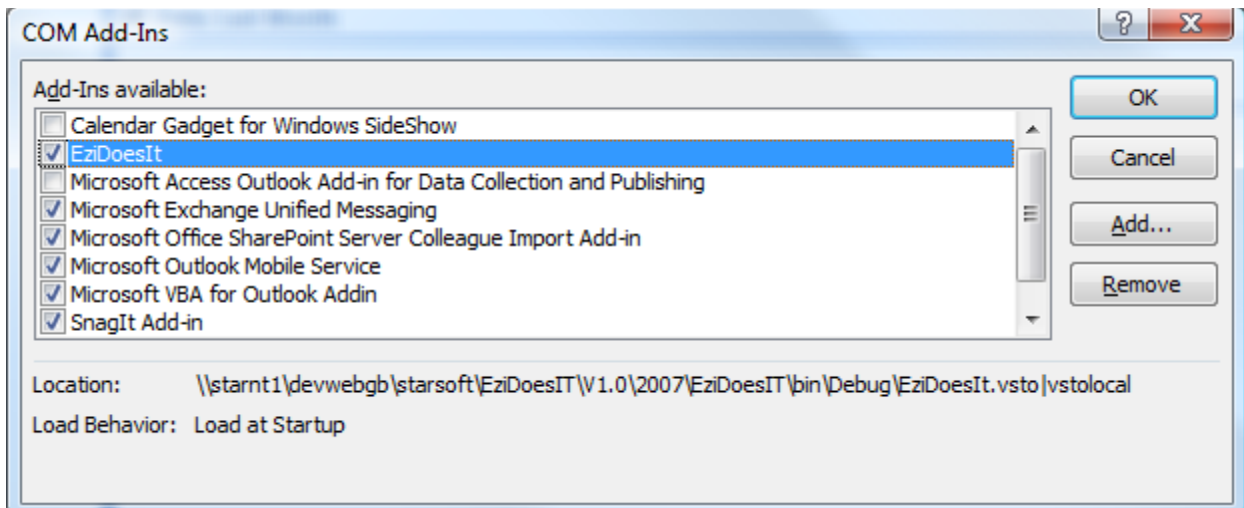 COM Add-Ins
Add-Ins available:
Calendar Gadget for Windows SideShow
EziDoesIt
Microsoft Access Outlook Add-in for Data Collection and Publishing
Microsoft Exchange Unified Messaging
Microsoft Office SharePoint Server Colleague Import Add-in
Microsoft Outlook Mobile Service
Microsoft VBA for Outlook Addin
SnagIt Add-in
OK
Cancel
Add...
Remove
Location: \\starnt1\devwebgb\starsoft\EziDoesIT\V1.0\2007\EziDoesIT\bin\Debug\EziDoesIt.vsto|vstolocal
Load Behavior: Load at Startup